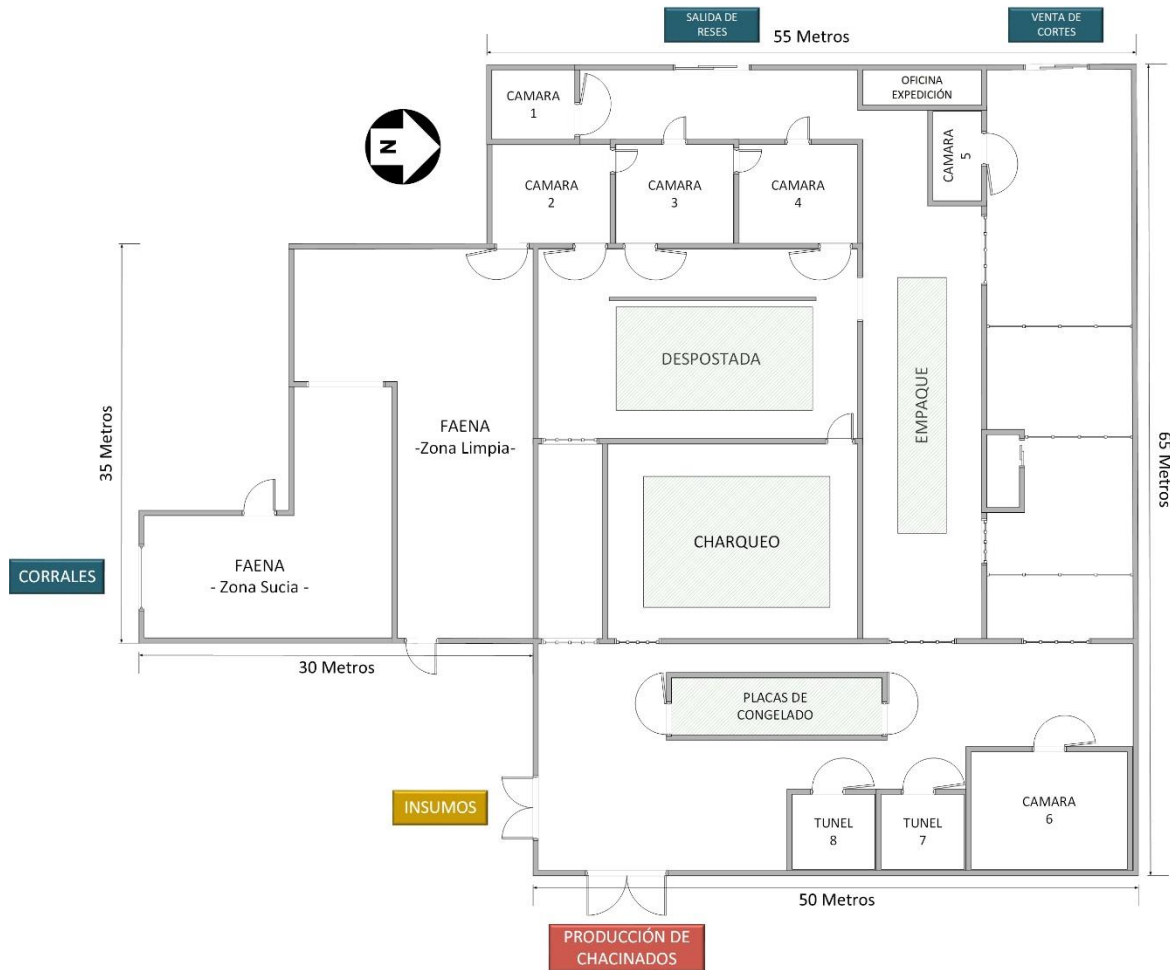 SALIDA DE
RESES
VENTA DE
CORTES
55 Metros
CAMARA
1
OFICINA
EXPEDICIÓN
N
CAMARA
5
CAMARA
2
CAMARA
3
CAMARA
4
DESPOSTADA
EMPAQUE
35 Metros
FAENA
-Zona Limpia-
65 Metros
CHARQUEO
CORRALES
FAENA
- Zona Sucia -
30 Metros
PLACAS DE
CONGELADO
INSUMOS
TUNEL
8
TUNEL
7
CAMARA
6
50 Metros
PRODUCCIÓN DE
CHACINADOS